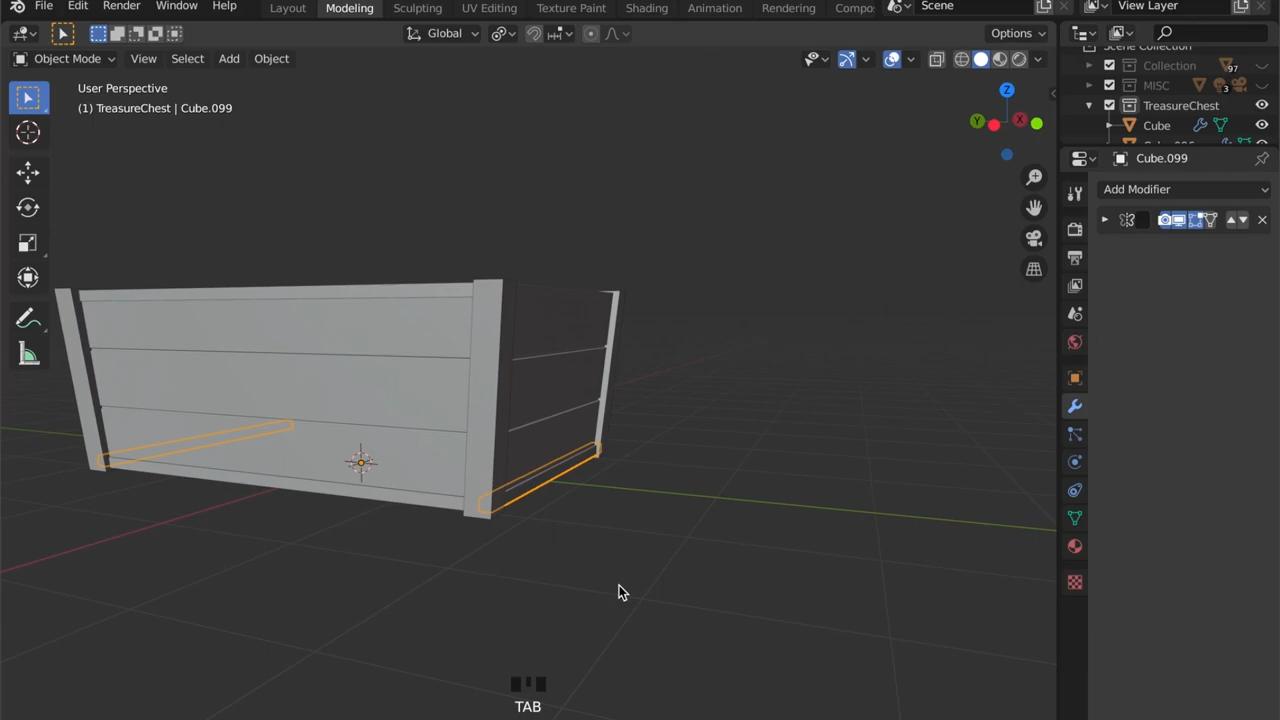 File Edit Render Window Help
Layout Modeling Sculpting UV Editing Texture Paint Shading Animation Rendering Compo:
Scene
View Layer
Global
Options
Object Mode View Select Add Object
User Perspective
(1) TreasureChest | Cube.099
Z
Y
X
Collection 97
MISC 3
TreasureChest
Cube
Cube.099
Add Modifier
TAB